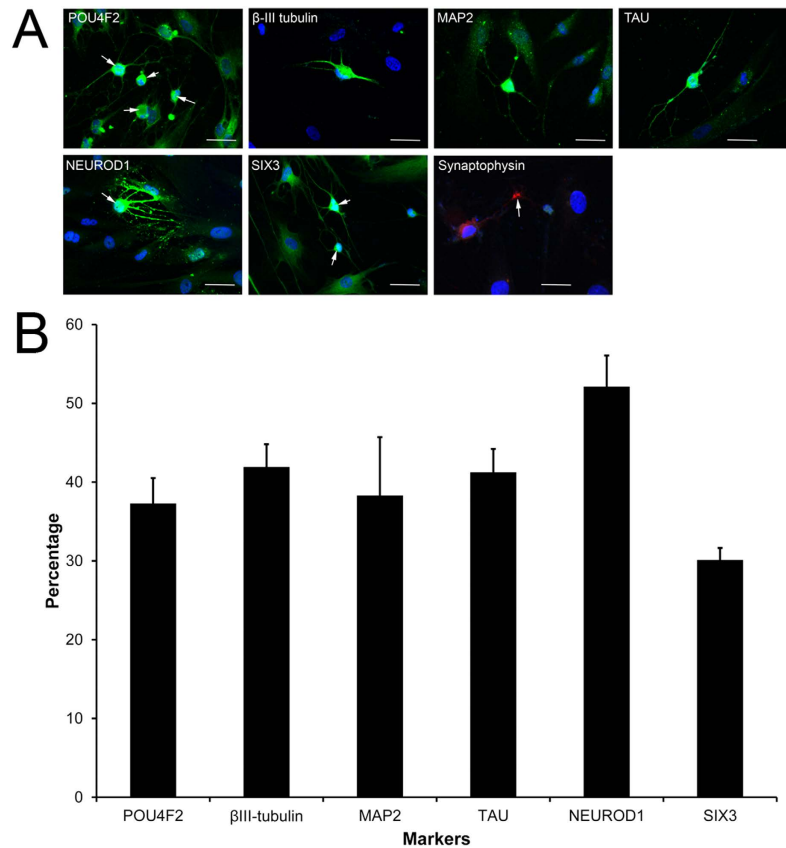 A
POU4F2
β-III tubulin
MAP2
TAU
NEUROD1
SIX3
Synaptophysin
B
60
50
40
30
20
10
0
Percentage
POU4F2
βIII-tubulin
MAP2
TAU
NEUROD1
SIX3
Markers